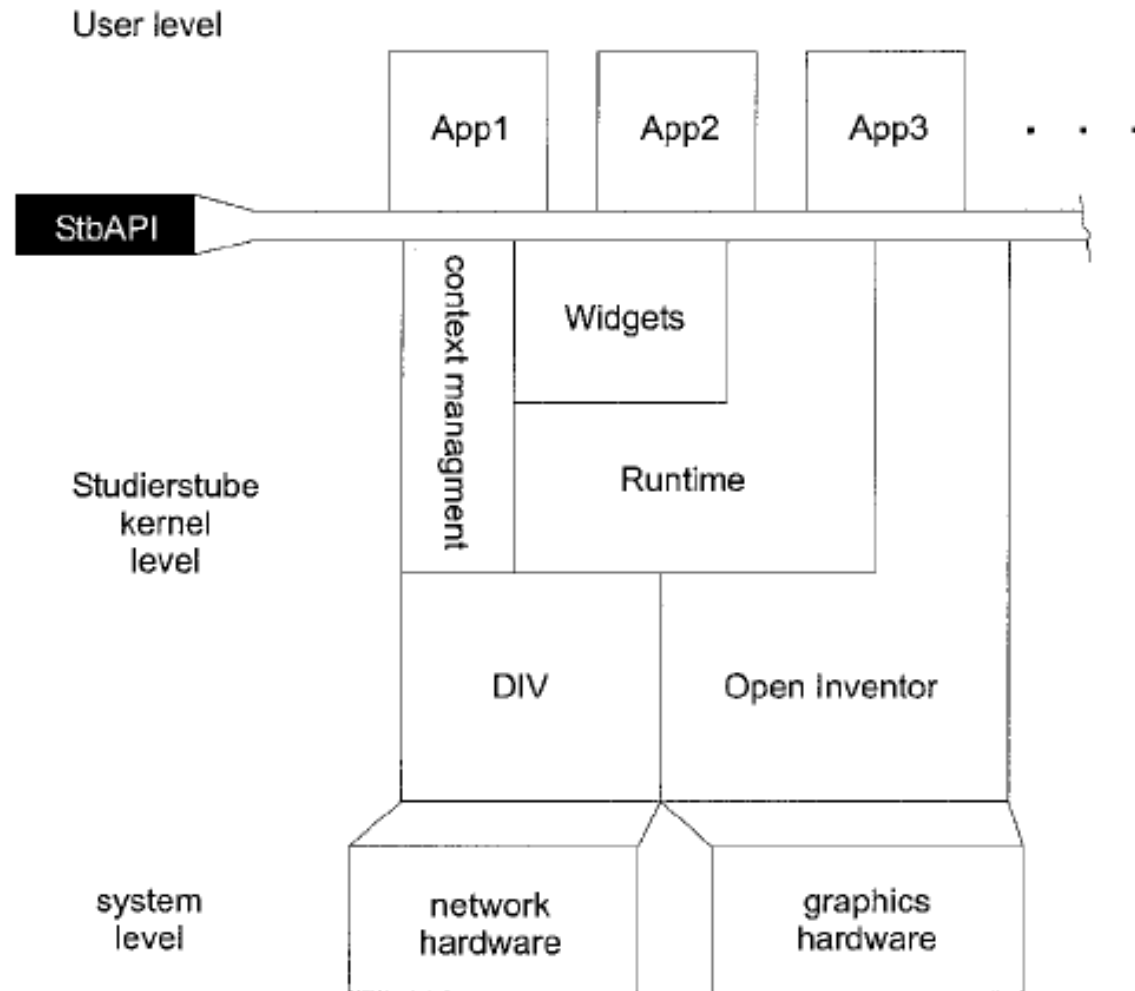 User level
App1
App2
App3
. . .
StbAPI
context managment
Widgets
Runtime
Studierstube
kernel
level
DIV
Open Inventor
system
level
network
hardware
graphics
hardware